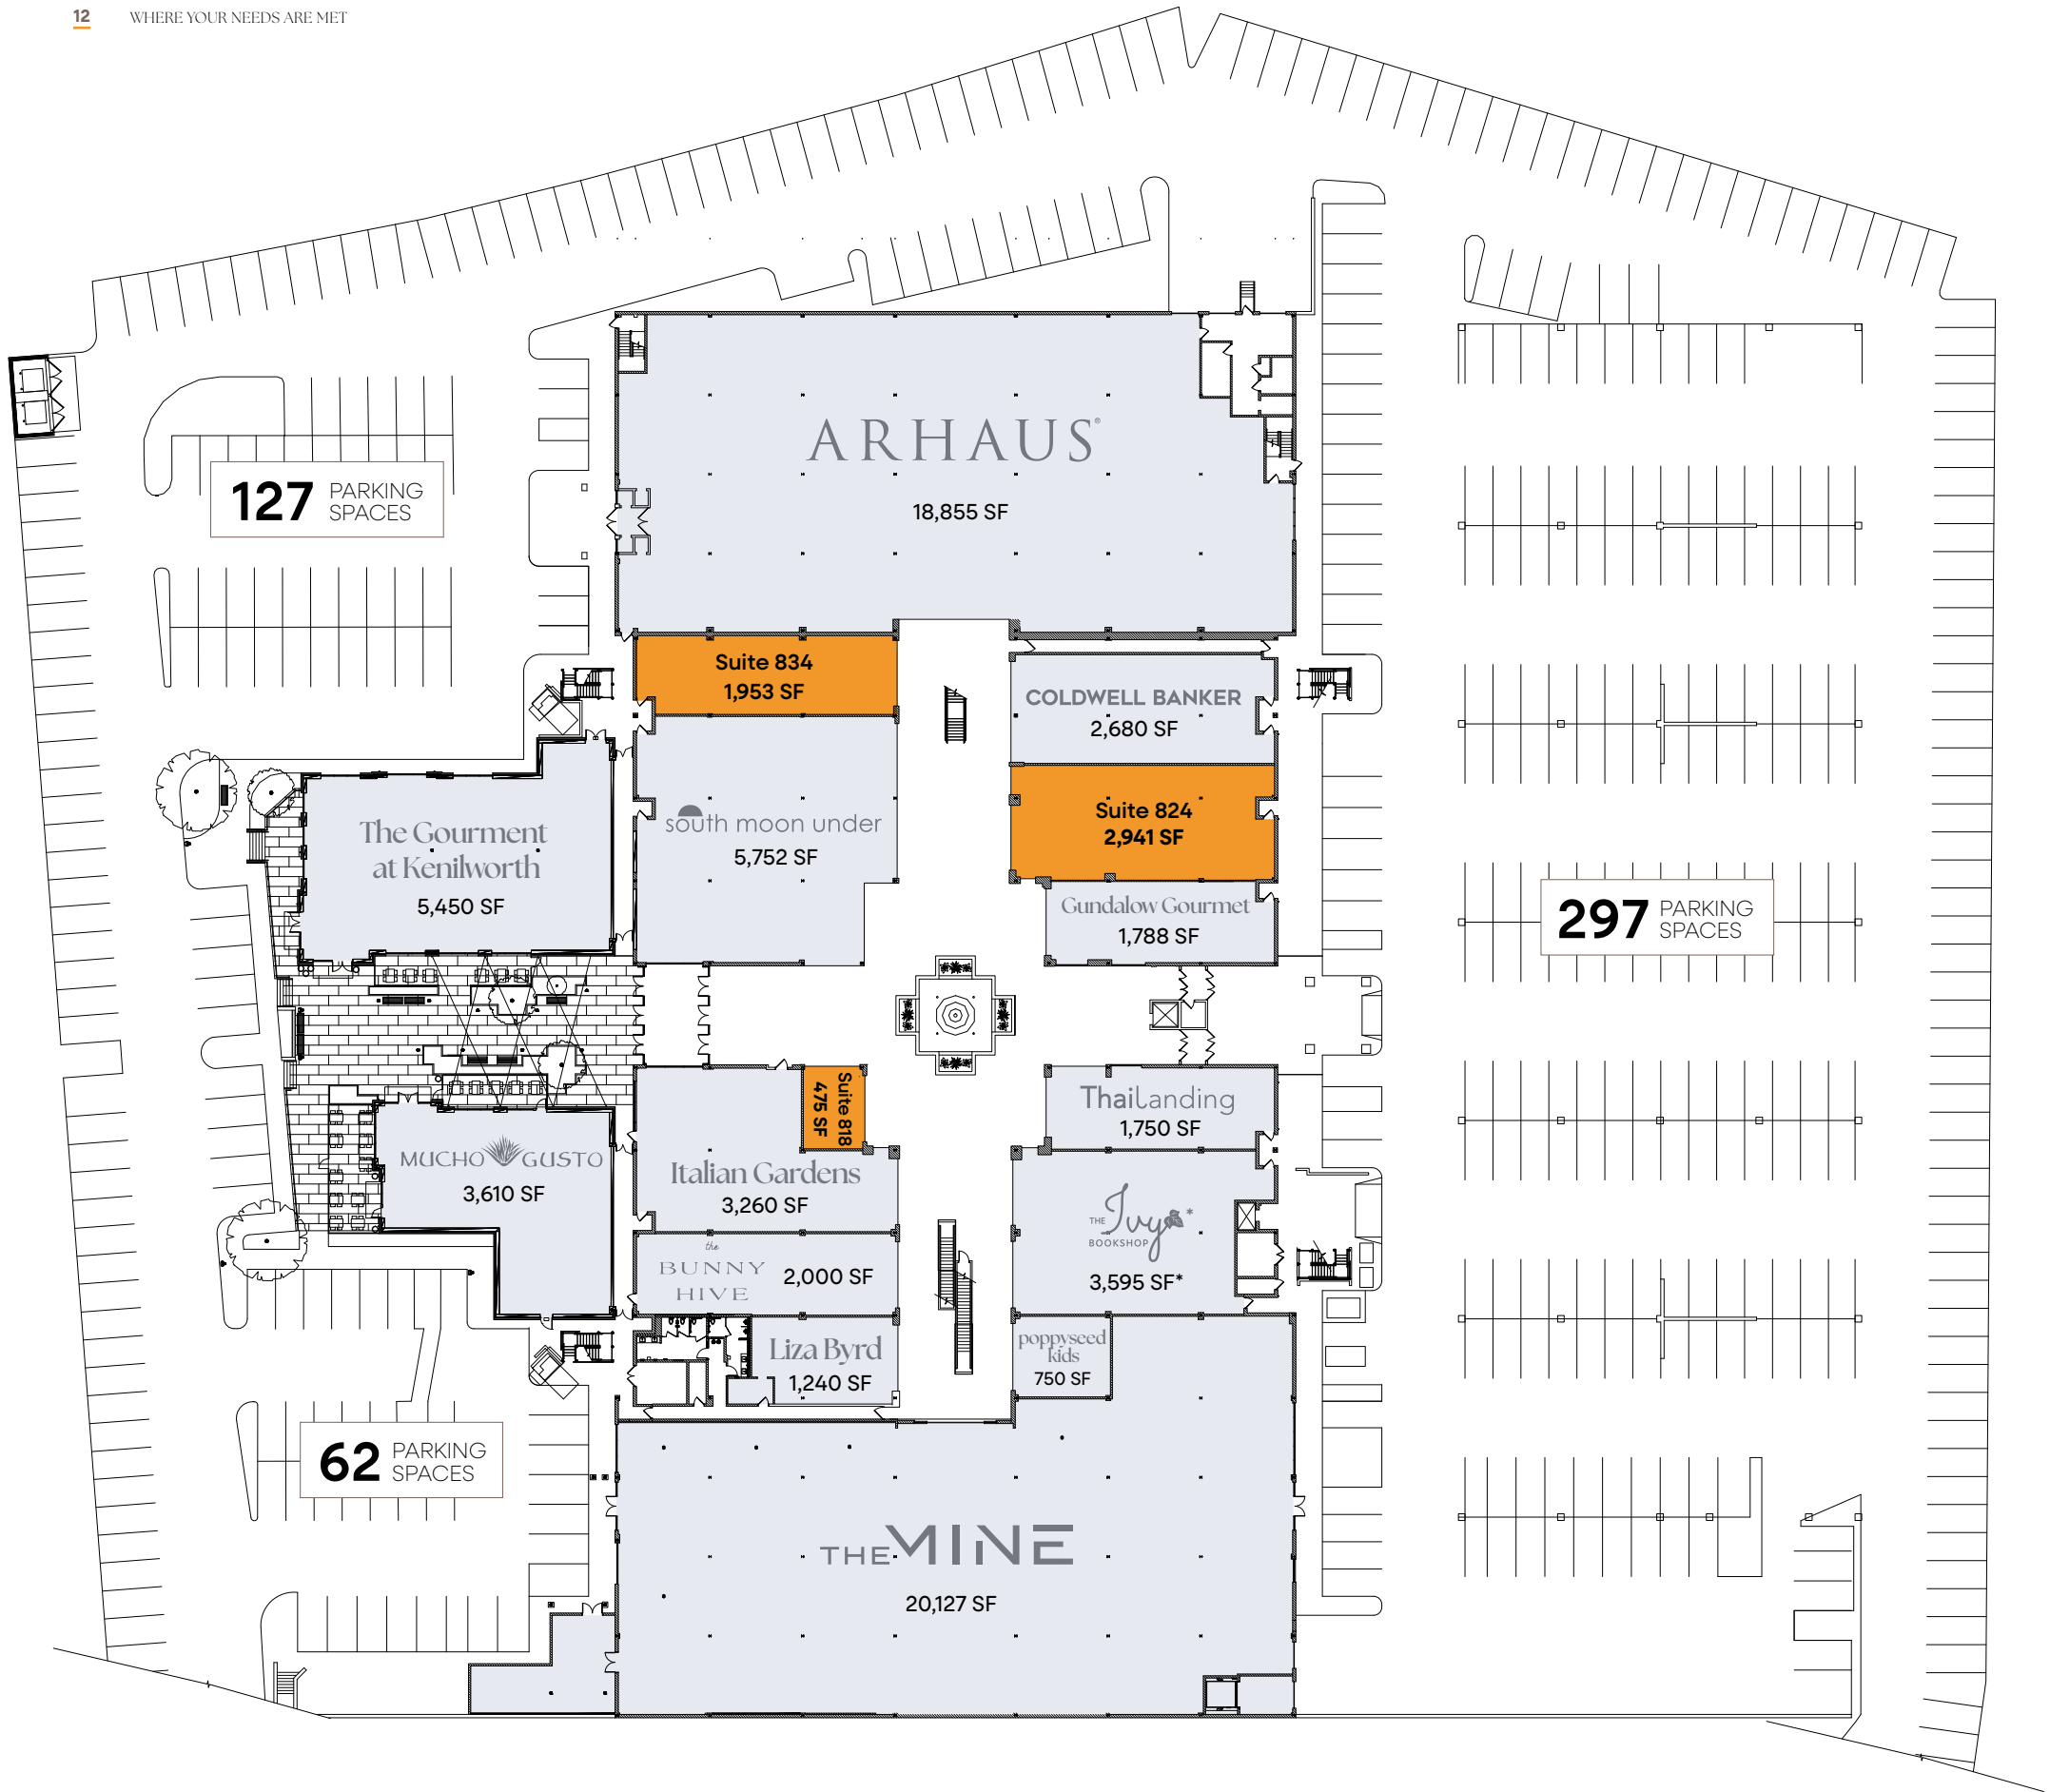 12 WHERE YOUR NEEDS ARE MET
ARHAUS®
18,855 SF
127 PARKING
SPACES
Suite 834
1,953 SF
COLDWELL BANKER
2,680 SF
south moon under
5,752 SF
Suite 824
2,941 SF
The Gourment
at Kenilworth
5,450 SF
Gundalow Gourmet
1,788 SF
297 PARKING
SPACES
Suite 818
475 SF
ThaiLanding
1,750 SF
MUCHO GUSTO
3,610 SF
Italian Gardens
3,260 SF
THE Ivy*
BOOKSHOP
3,595 SF*
the
BUNNY
HIVE
2,000 SF
Liza Byrd
1,240 SF
poppyseed
kids
750 SF
62 PARKING
SPACES
THE MINE
20,127 SF